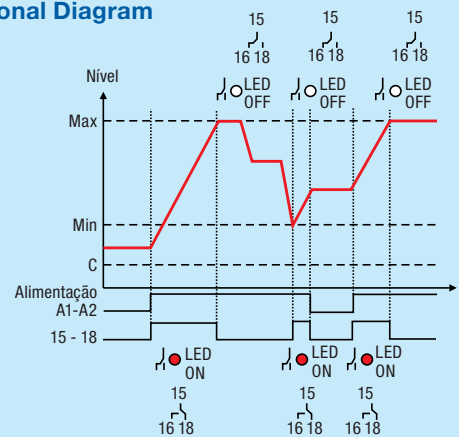 onal Diagram
15 15 15
16 18 16 18 16 18
Nível
LED OFF LED OFF LED OFF
Max
Min
C
Alimentação
A1-A2
15 - 18
LED ON LED ON LED ON
15 15 15
16 18 16 18 16 18